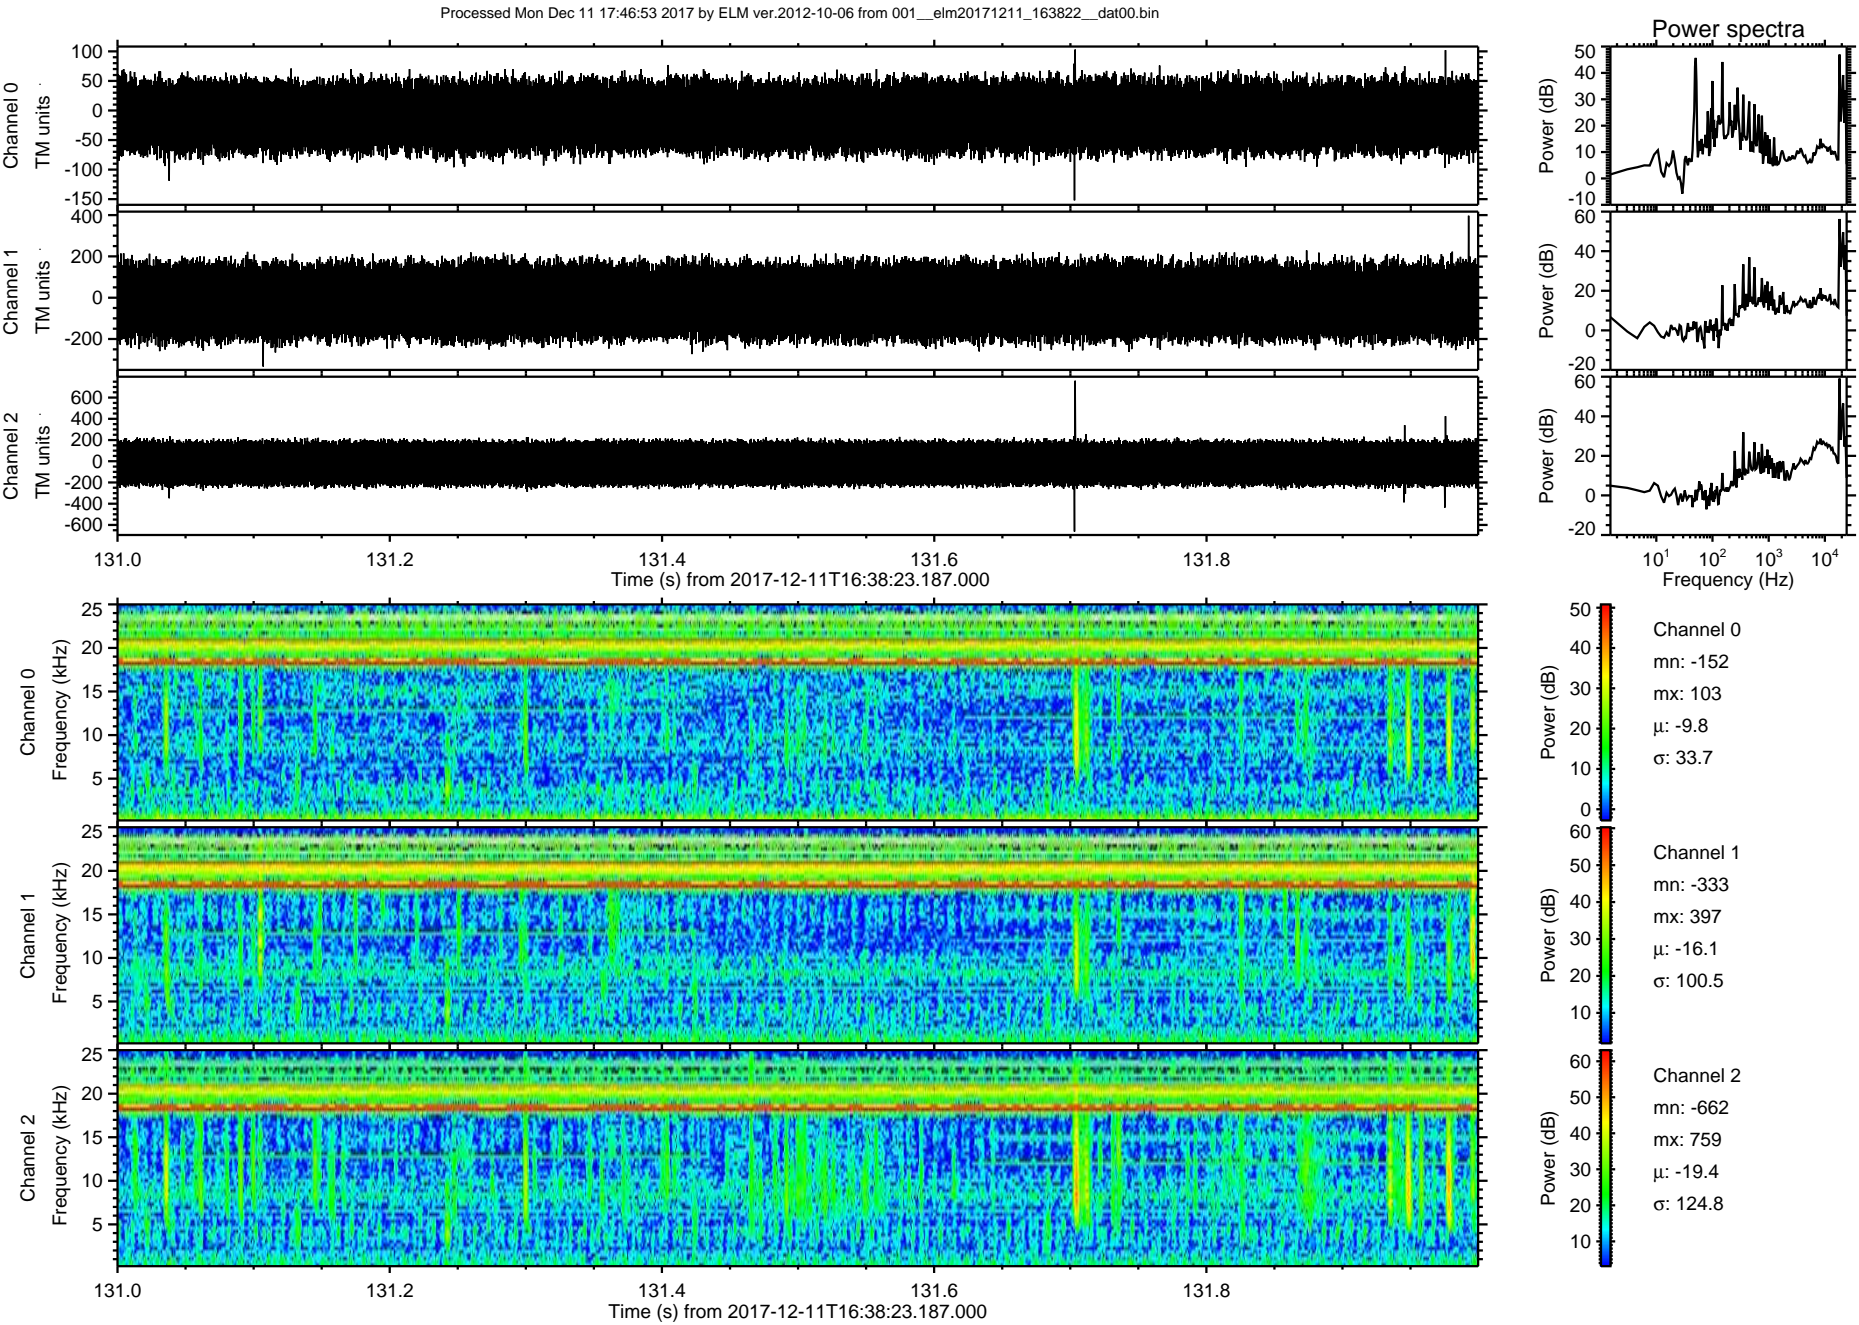 Processed Mon Dec 11 17:46:53 2017 by ELM ver.2012-10-06 from 001__elm20171211_163822__dat00.bin
Power spectra
Channel 0
TM units
100
50
0
-50
-100
-150
Power (dB)
50
40
30
20
10
0
-10
Channel 1
TM units
400
200
0
-200
Power (dB)
60
40
20
0
-20
Channel 2
TM units
600
400
200
0
-200
-400
-600
Power (dB)
60
40
20
0
-20
131.0 131.2 131.4 131.6 131.8
Time (s) from 2017-12-11T16:38:23.187.000
10¹ 10² 10³ 10⁴
Frequency (Hz)
Channel 0
Frequency (kHz)
25
20
15
10
5
Power (dB)
50
40
30
20
10
0
Channel 0
mn: -152
mx: 103
μ: -9.8
σ: 33.7
Channel 1
Frequency (kHz)
25
20
15
10
5
Power (dB)
60
50
40
30
20
10
Channel 1
mn: -333
mx: 397
μ: -16.1
σ: 100.5
Channel 2
Frequency (kHz)
25
20
15
10
5
Power (dB)
60
50
40
30
20
10
Channel 2
mn: -662
mx: 759
μ: -19.4
σ: 124.8
131.0 131.2 131.4 131.6 131.8
Time (s) from 2017-12-11T16:38:23.187.000